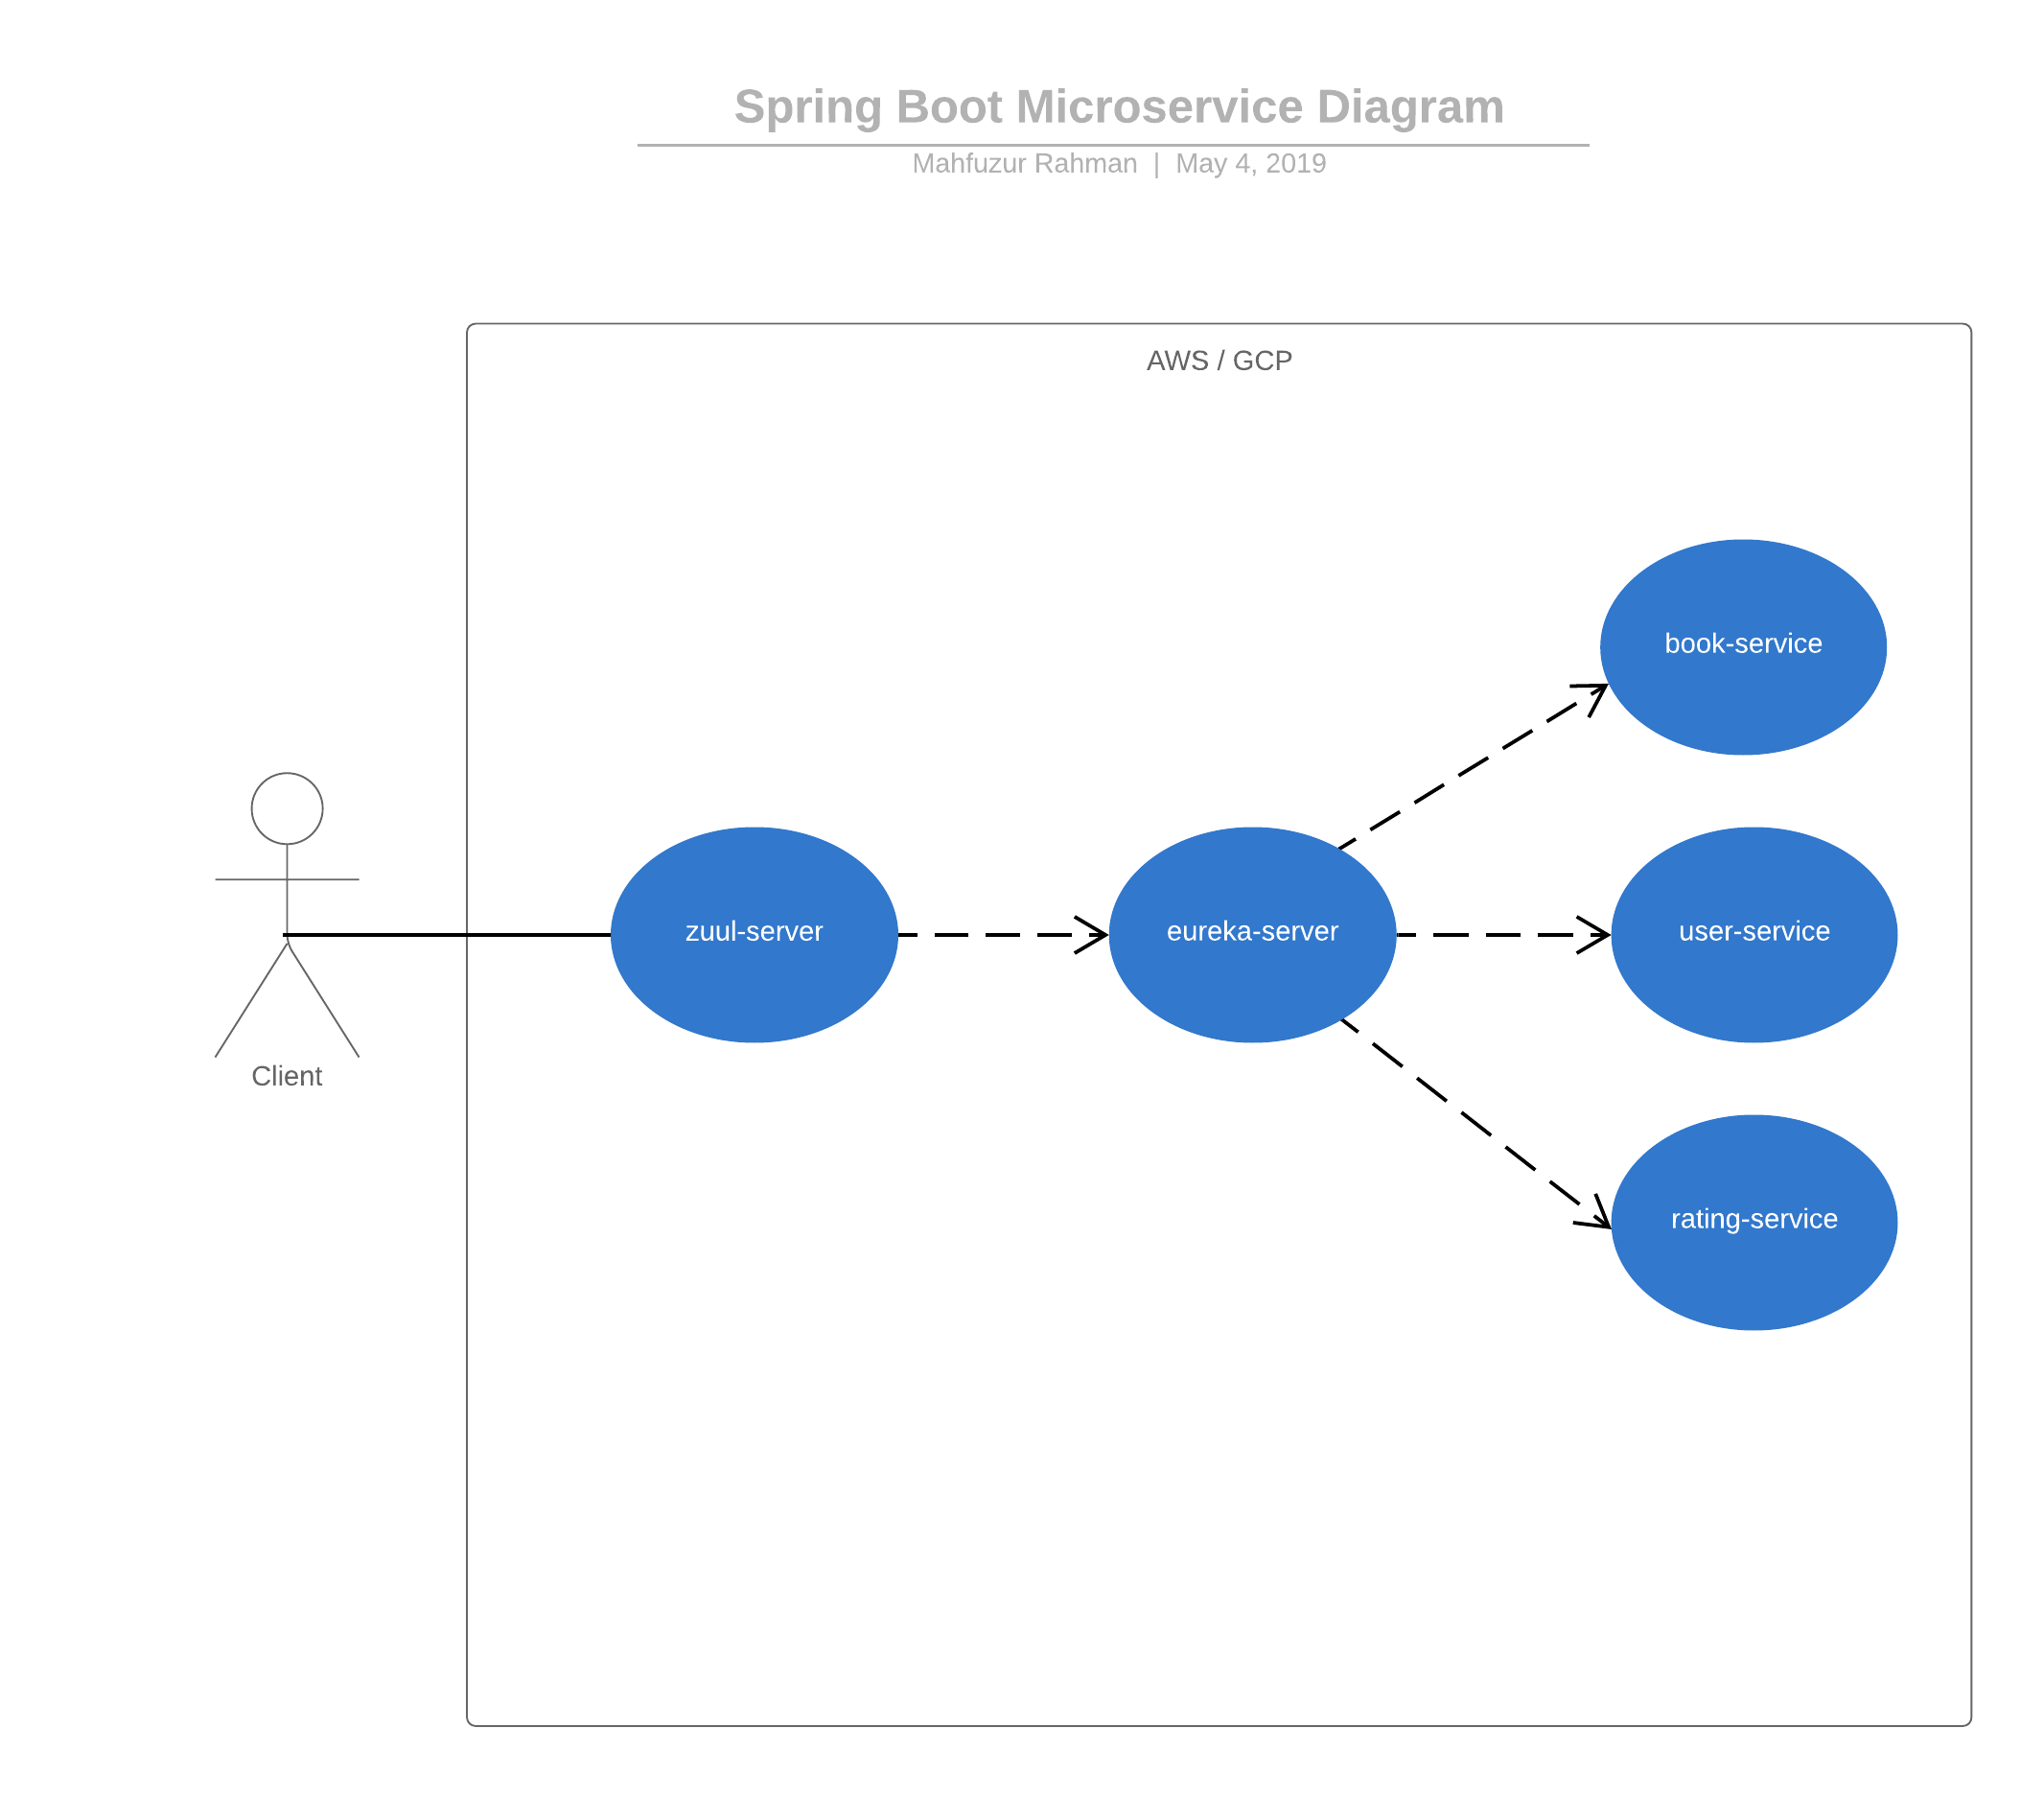 Spring Boot Microservice Diagram
Mahfuzur Rahman | May 4, 2019
AWS / GCP
book-service
zuul-server
eureka-server
user-service
Client
rating-service